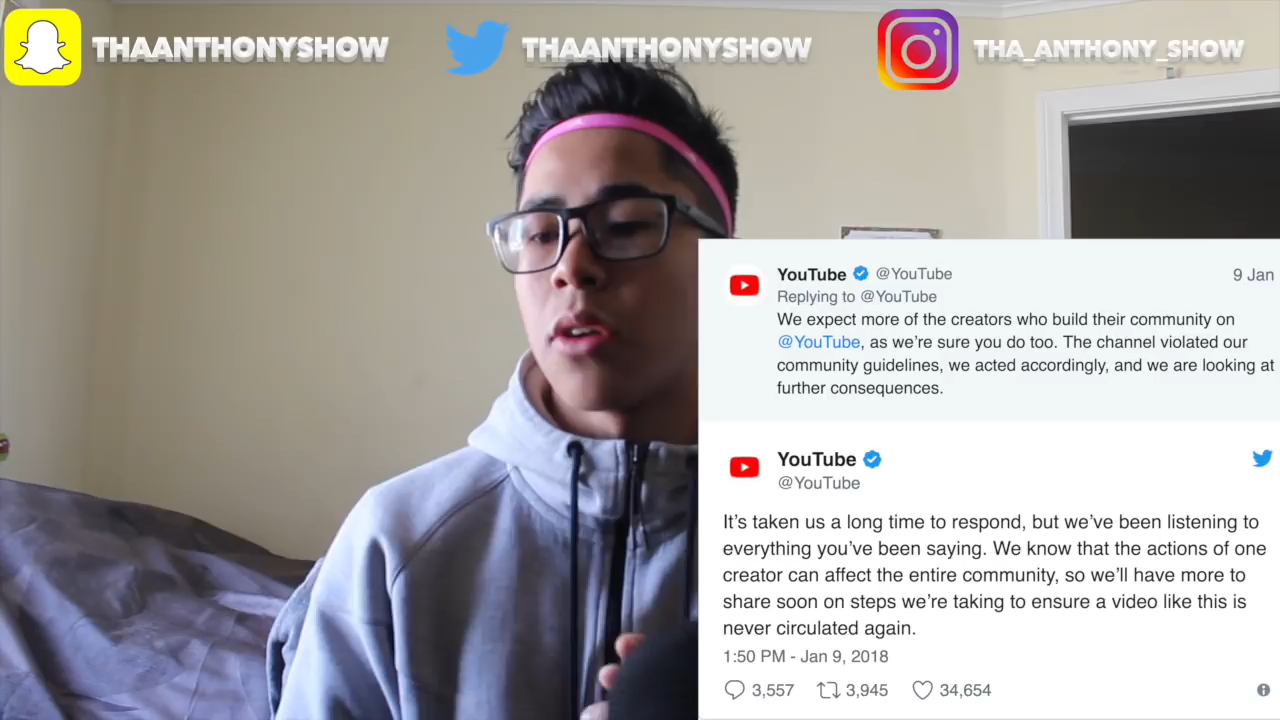 THAANTHONYSHOW
THAANTHONYSHOW
THA_ANTHONY_SHOW
YouTube @YouTube 9 Jan
Replying to @YouTube
We expect more of the creators who build their community on
@YouTube, as we’re sure you do too. The channel violated our
community guidelines, we acted accordingly, and we are looking at
further consequences.
YouTube
@YouTube
It’s taken us a long time to respond, but we’ve been listening to
everything you’ve been saying. We know that the actions of one
creator can affect the entire community, so we’ll have more to
share soon on steps we’re taking to ensure a video like this is
never circulated again.
1:50 PM - Jan 9, 2018
3,557 3,945 34,654